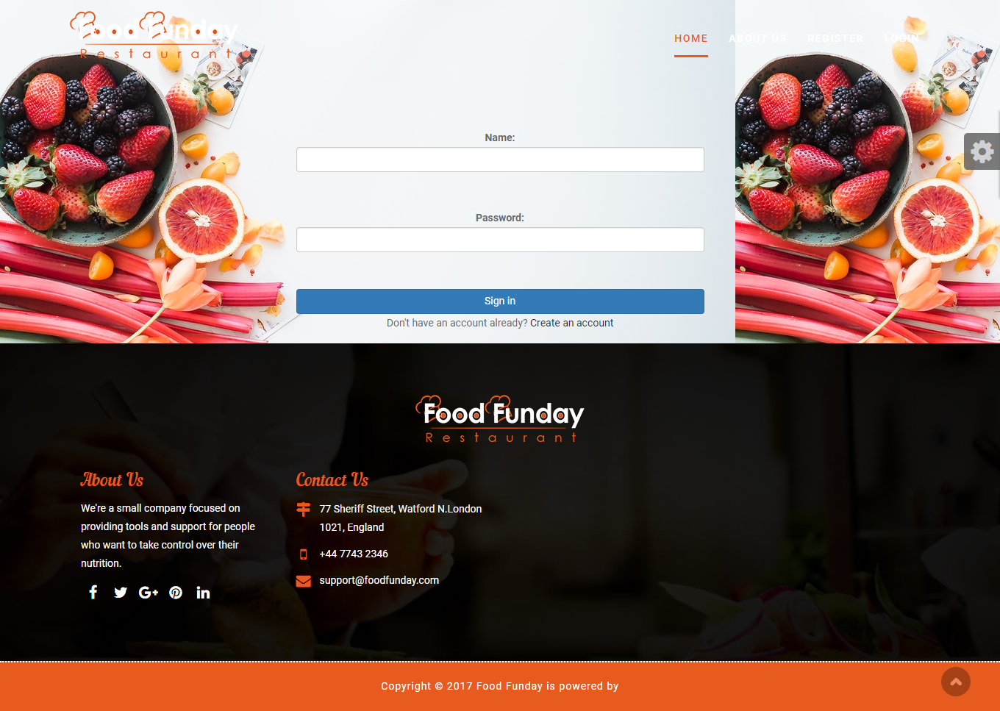 Food Funday
Restaurant
HOME ABOUT US REGISTER LOGIN
Name:
Password:
Sign in
Don't have an account already? Create an account
Food Funday
Restaurant
About Us
We're a small company focused on
providing tools and support for people
who want to take control over their
nutrition.
Contact Us
77 Sheriff Street, Watford N.London
1021, England
+44 7743 2346
support@foodfunday.com
Copyright © 2017 Food Funday is powered by